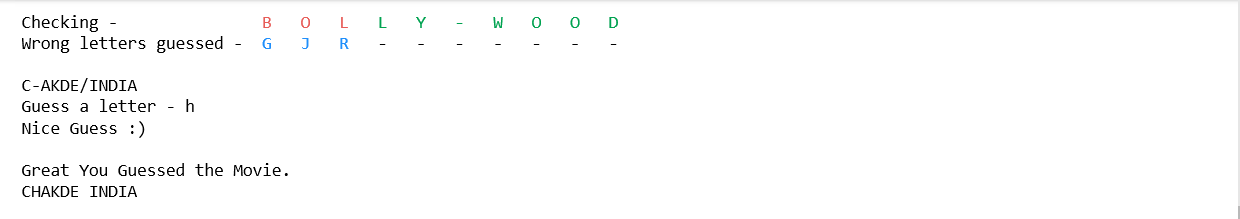 Checking - B O L L Y - W O O D
Wrong letters guessed - G J R - - - - - - -
C-AKDE/INDIA
Guess a letter - h
Nice Guess :)
Great You Guessed the Movie.
CHAKDE INDIA